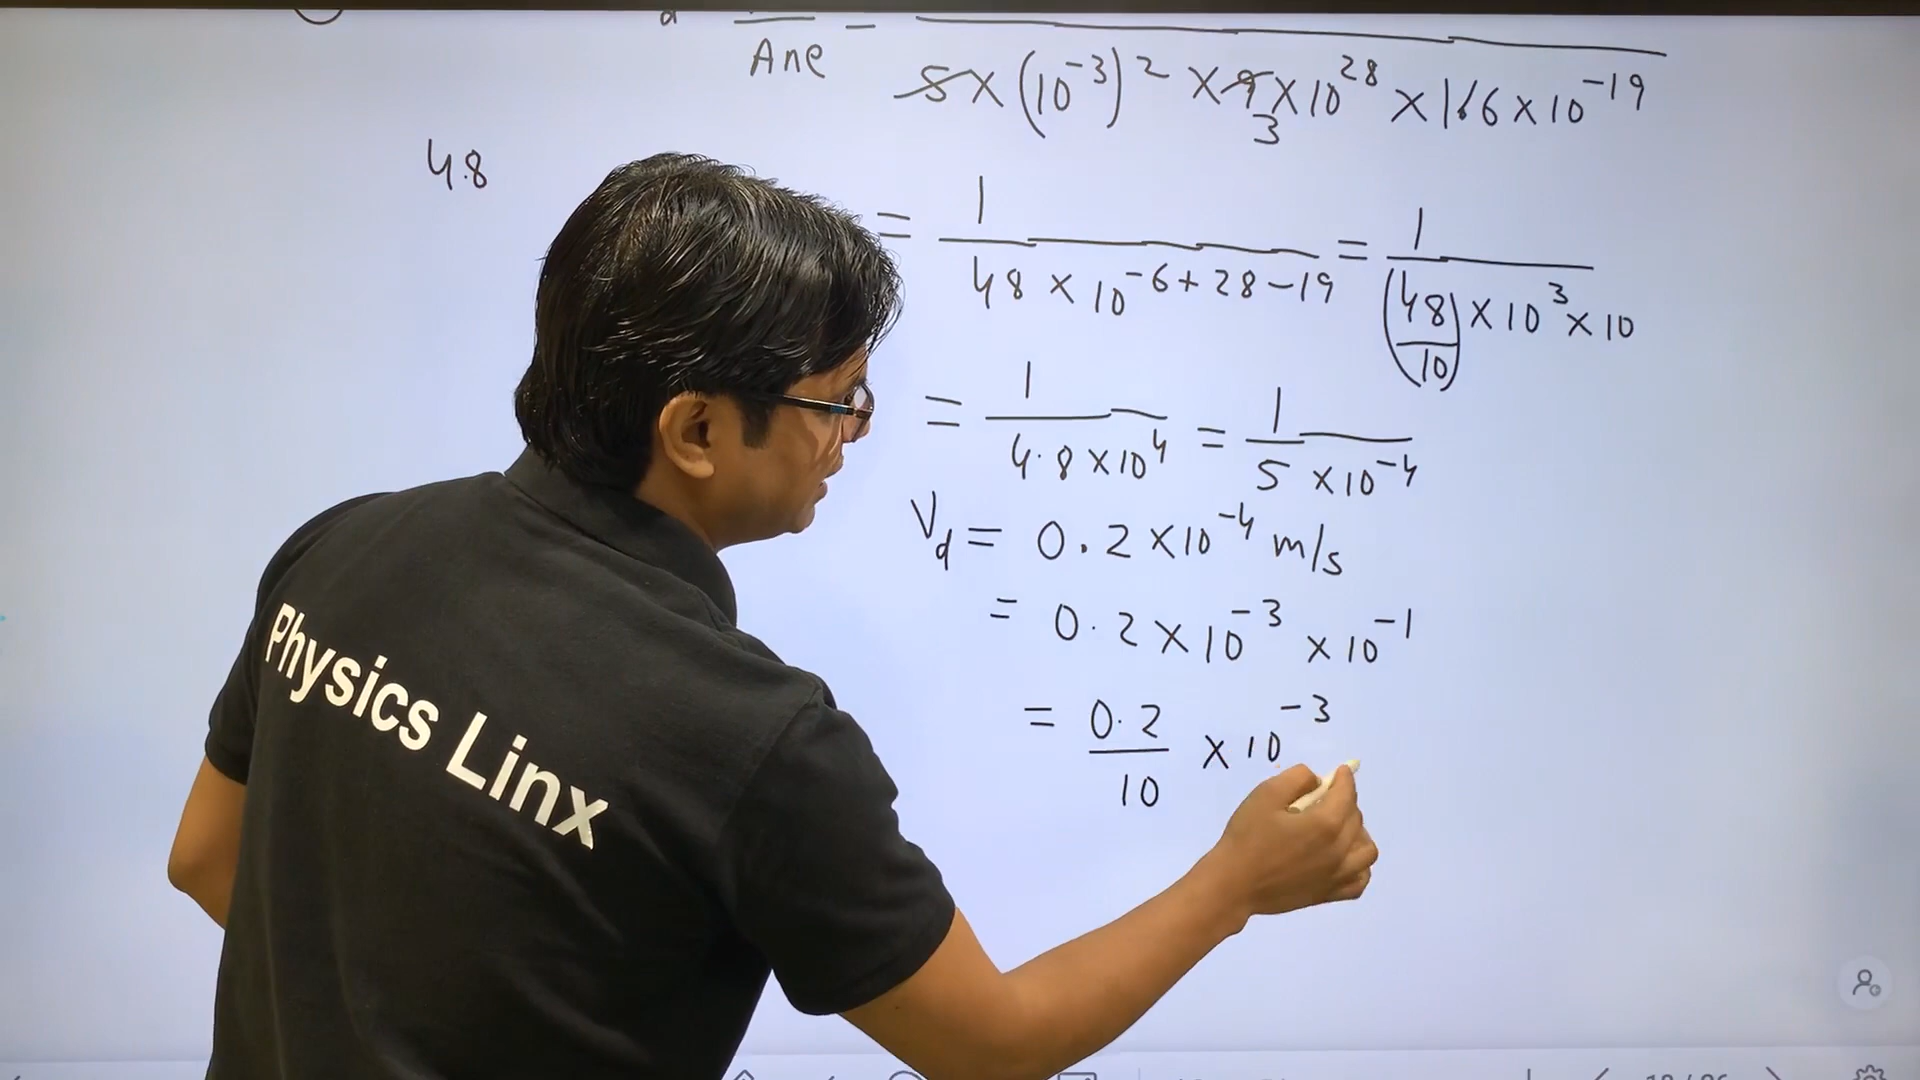 Ane
5 × (10⁻³)² × 9 × 10²⁸ × 1.6 × 10⁻¹⁹
3
4.8
= 1 / 48 × 10⁻⁶⁺²⁸⁻¹⁹ = 1 / (48/10) × 10³ × 10
= 1 / 4.8 × 10⁴ = 1 / 5 × 10⁻⁴
Vd = 0.2 × 10⁻⁴ m/s
= 0.2 × 10⁻³ × 10⁻¹
= 0.2 / 10 × 10⁻³
Physics Linx